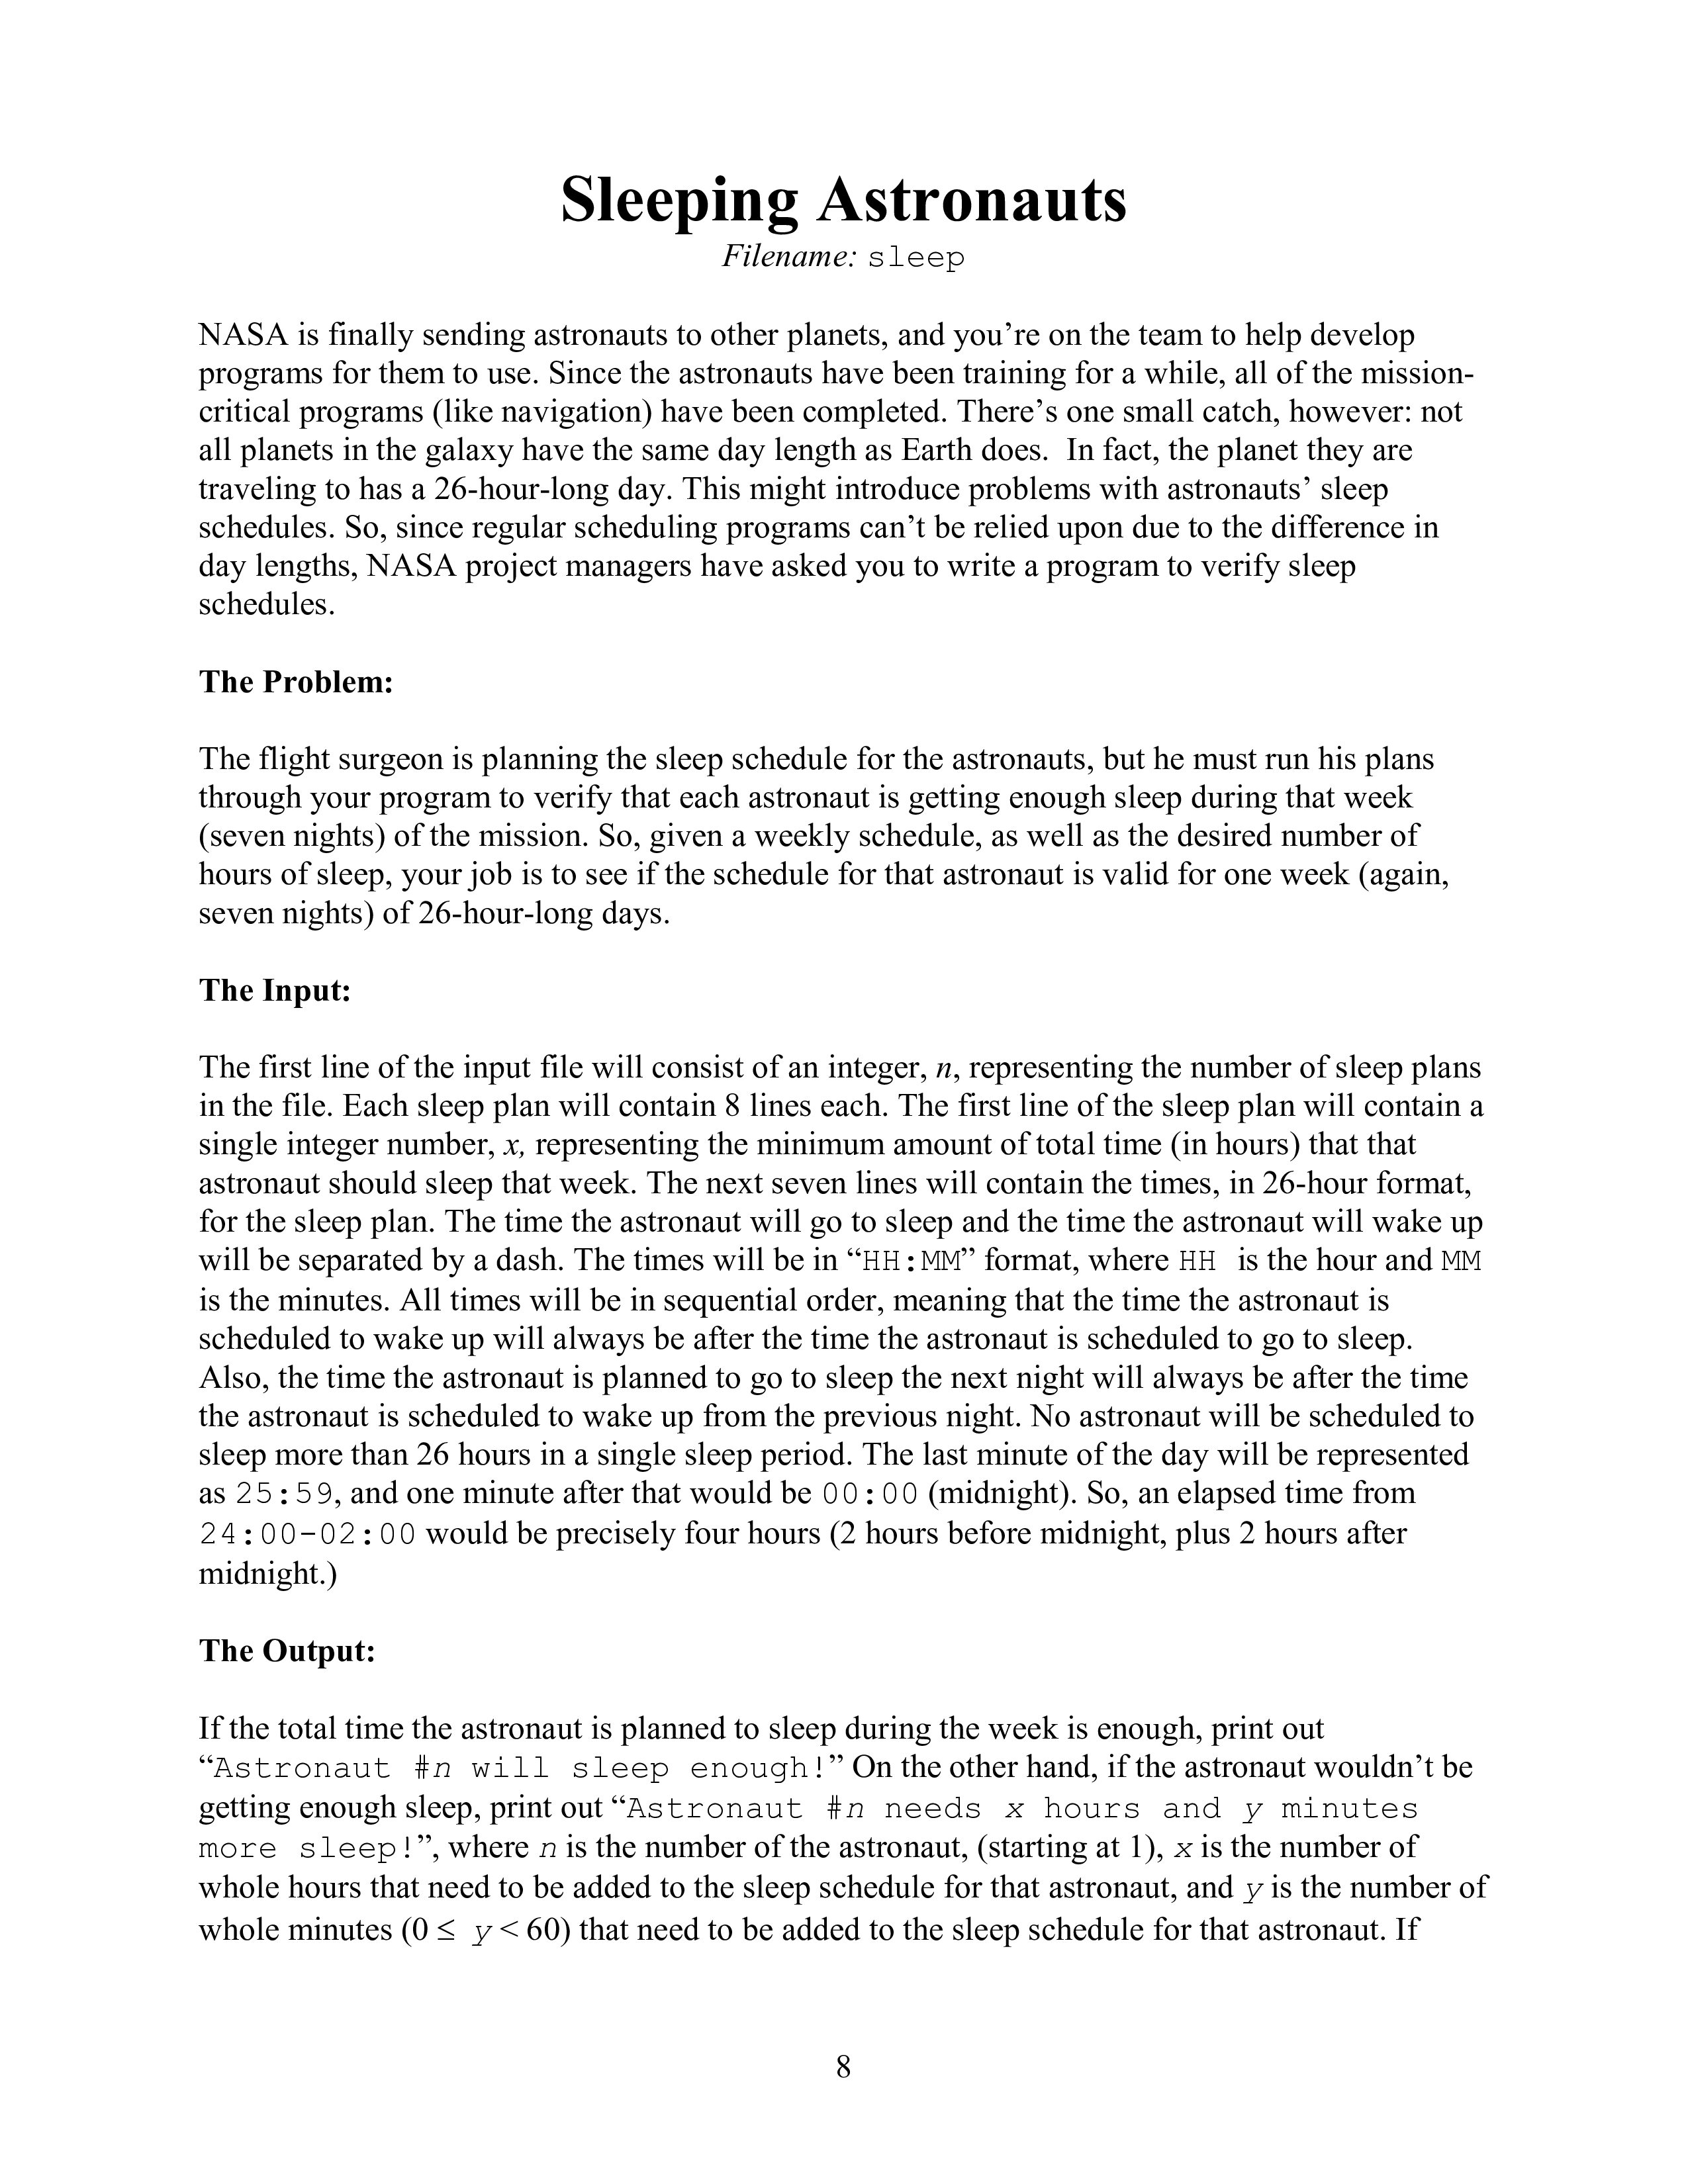 Sleeping Astronauts
Filename: sleep
NASA is finally sending astronauts to other planets, and you’re on the team to help develop
programs for them to use. Since the astronauts have been training for a while, all of the mission-
critical programs (like navigation) have been completed. There’s one small catch, however: not
all planets in the galaxy have the same day length as Earth does.  In fact, the planet they are
traveling to has a 26-hour-long day. This might introduce problems with astronauts’ sleep
schedules. So, since regular scheduling programs can’t be relied upon due to the difference in
day lengths, NASA project managers have asked you to write a program to verify sleep
schedules.
The Problem:
The flight surgeon is planning the sleep schedule for the astronauts, but he must run his plans
through your program to verify that each astronaut is getting enough sleep during that week
(seven nights) of the mission. So, given a weekly schedule, as well as the desired number of
hours of sleep, your job is to see if the schedule for that astronaut is valid for one week (again,
seven nights) of 26-hour-long days.
The Input:
The first line of the input file will consist of an integer, n, representing the number of sleep plans
in the file. Each sleep plan will contain 8 lines each. The first line of the sleep plan will contain a
single integer number, x, representing the minimum amount of total time (in hours) that that
astronaut should sleep that week. The next seven lines will contain the times, in 26-hour format,
for the sleep plan. The time the astronaut will go to sleep and the time the astronaut will wake up
will be separated by a dash. The times will be in “HH:MM” format, where HH is the hour and MM
is the minutes. All times will be in sequential order, meaning that the time the astronaut is
scheduled to wake up will always be after the time the astronaut is scheduled to go to sleep.
Also, the time the astronaut is planned to go to sleep the next night will always be after the time
the astronaut is scheduled to wake up from the previous night. No astronaut will be scheduled to
sleep more than 26 hours in a single sleep period. The last minute of the day will be represented
as 25:59, and one minute after that would be 00:00 (midnight). So, an elapsed time from
24:00-02:00 would be precisely four hours (2 hours before midnight, plus 2 hours after
midnight.)
The Output:
If the total time the astronaut is planned to sleep during the week is enough, print out
“Astronaut #n will sleep enough!” On the other hand, if the astronaut wouldn’t be
getting enough sleep, print out “Astronaut #n needs x hours and y minutes
more sleep!”, where n is the number of the astronaut, (starting at 1), x is the number of
whole hours that need to be added to the sleep schedule for that astronaut, and y is the number of
whole minutes (0 ≤ y < 60) that need to be added to the sleep schedule for that astronaut. If
8